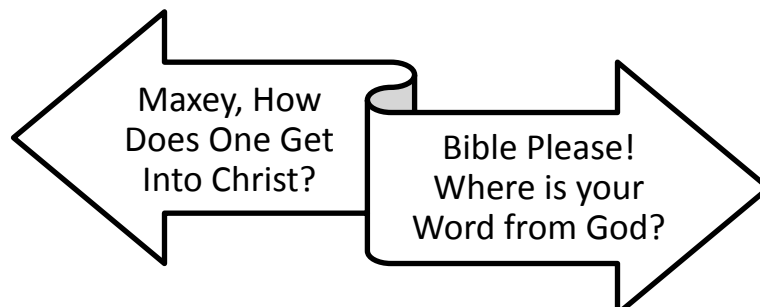 Maxey, How
Does One Get
Into Christ?
Bible Please!
Where is your
Word from God?